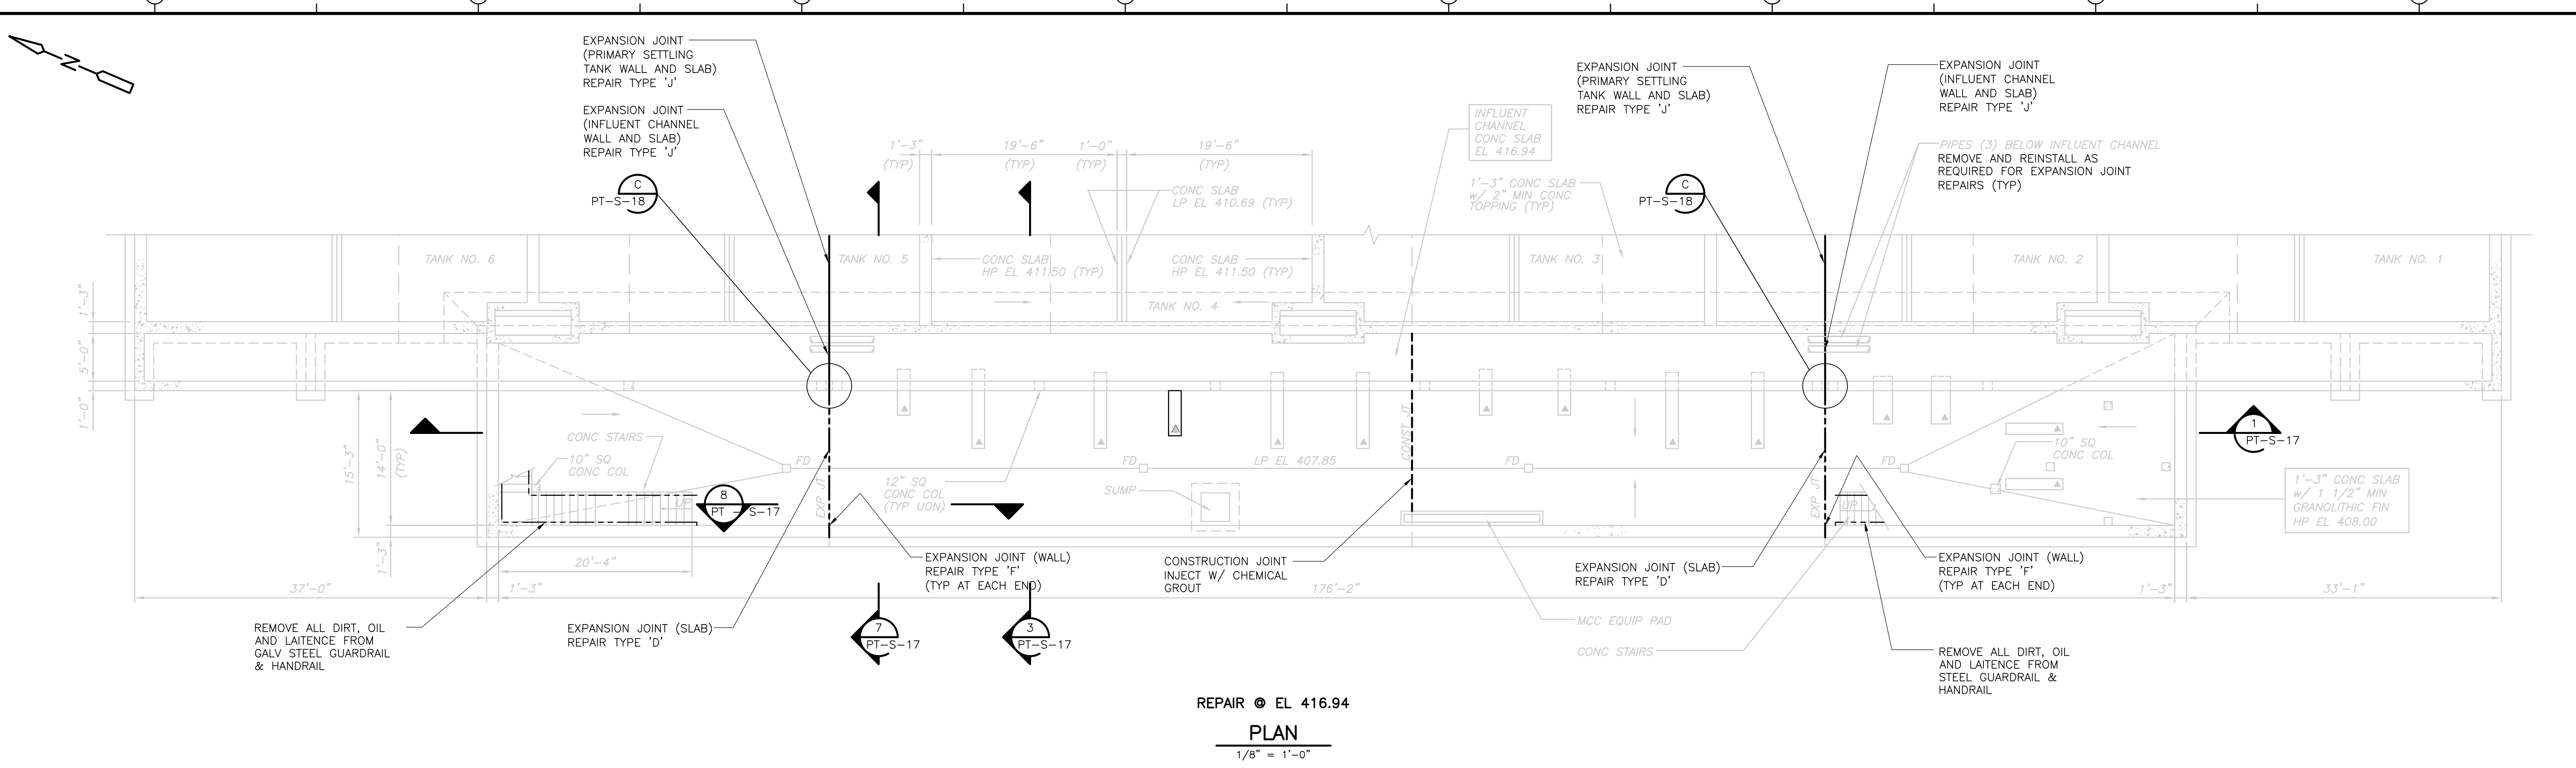 N
EXPANSION JOINT
(PRIMARY SETTLING
TANK WALL AND SLAB)
REPAIR TYPE 'J'
EXPANSION JOINT
(INFLUENT CHANNEL
WALL AND SLAB)
REPAIR TYPE 'J'
C
PT-S-18
1'-3"
(TYP)
19'-6"
(TYP)
1'-0"
(TYP)
19'-6"
(TYP)
CONC SLAB
LP EL 410.69 (TYP)
INFLUENT
CHANNEL
CONC SLAB
EL 416.94
1'-3" CONC SLAB
w/ 2" MIN CONC
TOPPING (TYP)
EXPANSION JOINT
(PRIMARY SETTLING
TANK WALL AND SLAB)
REPAIR TYPE 'J'
C
PT-S-18
EXPANSION JOINT
(INFLUENT CHANNEL
WALL AND SLAB)
REPAIR TYPE 'J'
PIPES (3) BELOW INFLUENT CHANNEL
REMOVE AND REINSTALL AS
REQUIRED FOR EXPANSION JOINT
REPAIRS (TYP)
TANK NO. 6
TANK NO. 5
CONC SLAB
HP EL 411.50 (TYP)
CONC SLAB
HP EL 411.50 (TYP)
TANK NO. 4
TANK NO. 3
TANK NO. 2
TANK NO. 1
1'-3"
5'-0"
1'-0"
15'-3"
14'-0"
(TYP)
1'-3"
CONC STAIRS
10" SQ
CONC COL
UP
8
PT - S-17
FD
EXP JT
12" SQ
CONC COL
(TYP UON)
FD
SUMP
LP EL 407.85
CONST JT
FD
EXP JT
FD
UP
10" SQ
CONC COL
1
PT-S-17
1'-3" CONC SLAB
w/ 1 1/2" MIN
GRANOLITHIC FIN
HP EL 408.00
20'-4"
37'-0"
1'-3"
176'-2"
1'-3"
33'-1"
EXPANSION JOINT (WALL)
REPAIR TYPE 'F'
(TYP AT EACH END)
CONSTRUCTION JOINT
INJECT W/ CHEMICAL
GROUT
EXPANSION JOINT (SLAB)
REPAIR TYPE 'D'
EXPANSION JOINT (WALL)
REPAIR TYPE 'F'
(TYP AT EACH END)
REMOVE ALL DIRT, OIL
AND LAITENCE FROM
GALV STEEL GUARDRAIL
& HANDRAIL
EXPANSION JOINT (SLAB)
REPAIR TYPE 'D'
7
PT-S-17
3
PT-S-17
MCC EQUIP PAD
CONC STAIRS
REMOVE ALL DIRT, OIL
AND LAITENCE FROM
STEEL GUARDRAIL &
HANDRAIL
REPAIR @ EL 416.94
PLAN
1/8" = 1'-0"